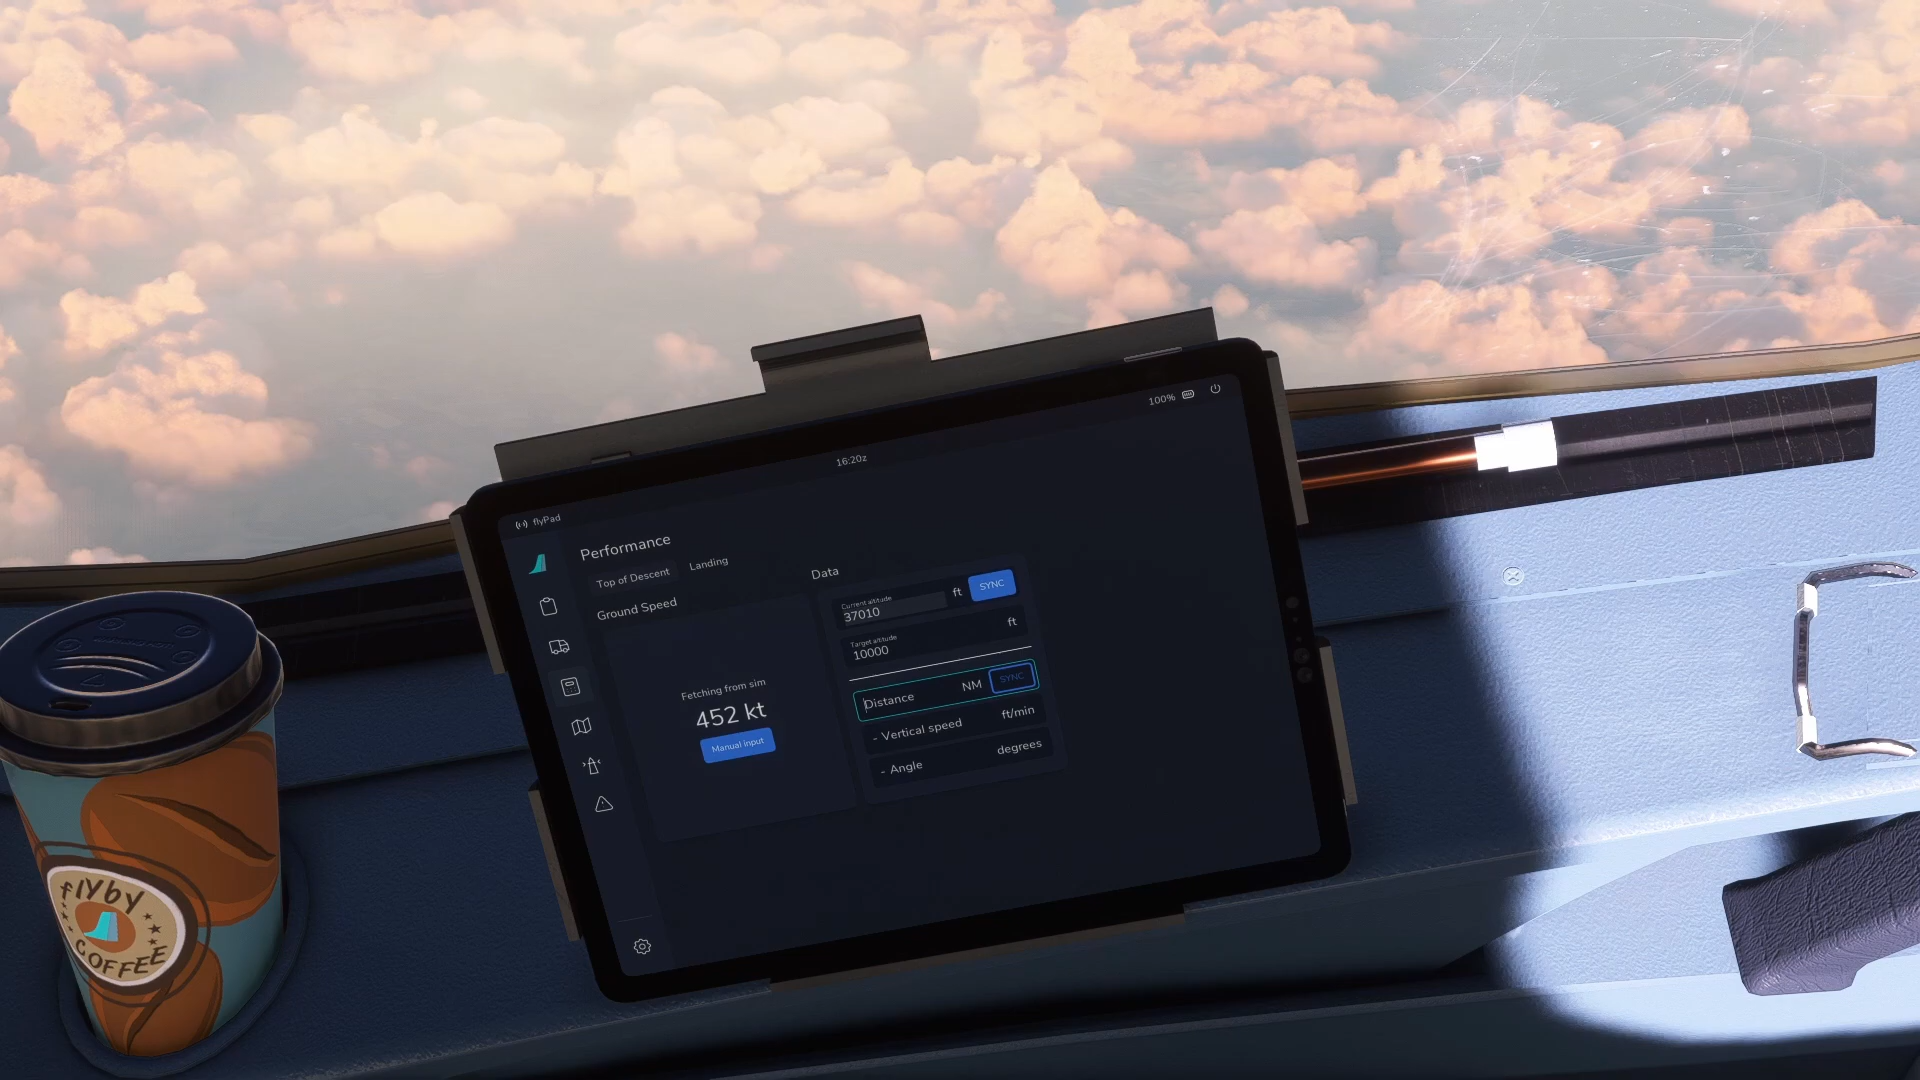 100%
16:20z
flyPad
Performance
Top of Descent
Landing
Ground Speed
Fetching from sim
452 kt
Manual input
Data
Current altitude
37010
ft
SYNC
Target altitude
10000
ft
Distance
NM
SYNC
- Vertical speed
ft/min
- Angle
degrees
flyby
COFFEE